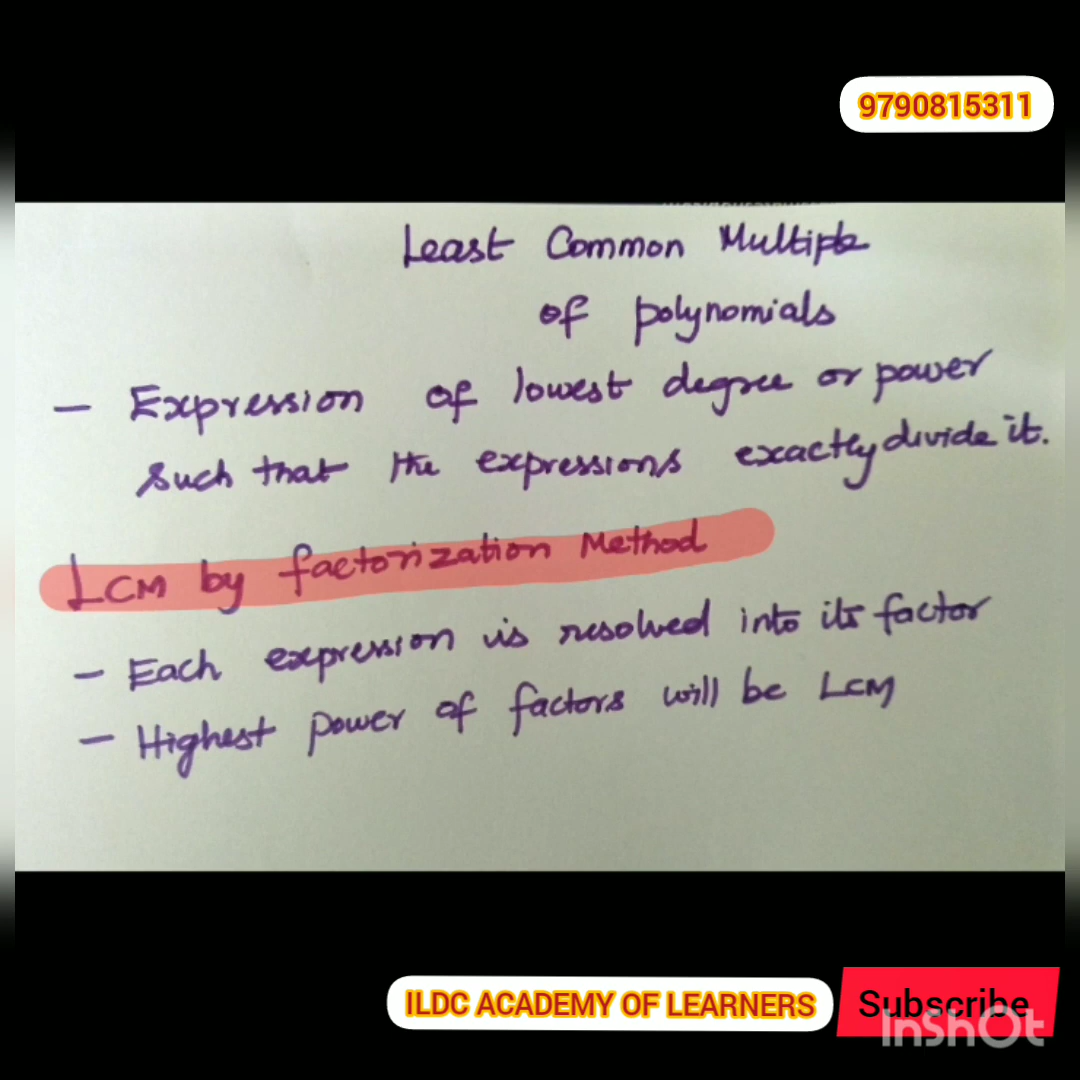 9790815311
Least Common Multiple
of polynomials
- Expression of lowest degree or power
such that the expressions exactly divide it.
LCM by factorization Method
- Each expression is resolved into its factor
- Highest power of factors will be LCM
ILDC ACADEMY OF LEARNERS
Subscribe
InShOt